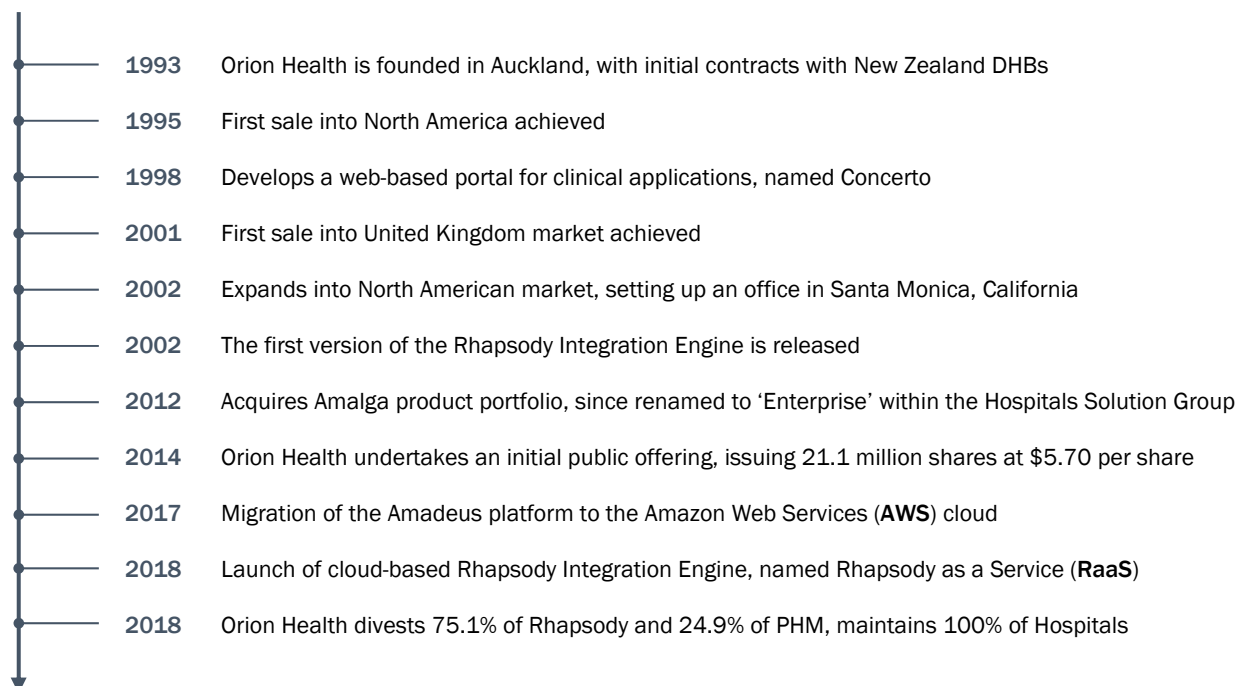 1993 Orion Health is founded in Auckland, with initial contracts with New Zealand DHBs
1995 First sale into North America achieved
1998 Develops a web-based portal for clinical applications, named Concerto
2001 First sale into United Kingdom market achieved
2002 Expands into North American market, setting up an office in Santa Monica, California
2002 The first version of the Rhapsody Integration Engine is released
2012 Acquires Amalga product portfolio, since renamed to ‘Enterprise’ within the Hospitals Solution Group
2014 Orion Health undertakes an initial public offering, issuing 21.1 million shares at $5.70 per share
2017 Migration of the Amadeus platform to the Amazon Web Services (AWS) cloud
2018 Launch of cloud-based Rhapsody Integration Engine, named Rhapsody as a Service (RaaS)
2018 Orion Health divests 75.1% of Rhapsody and 24.9% of PHM, maintains 100% of Hospitals